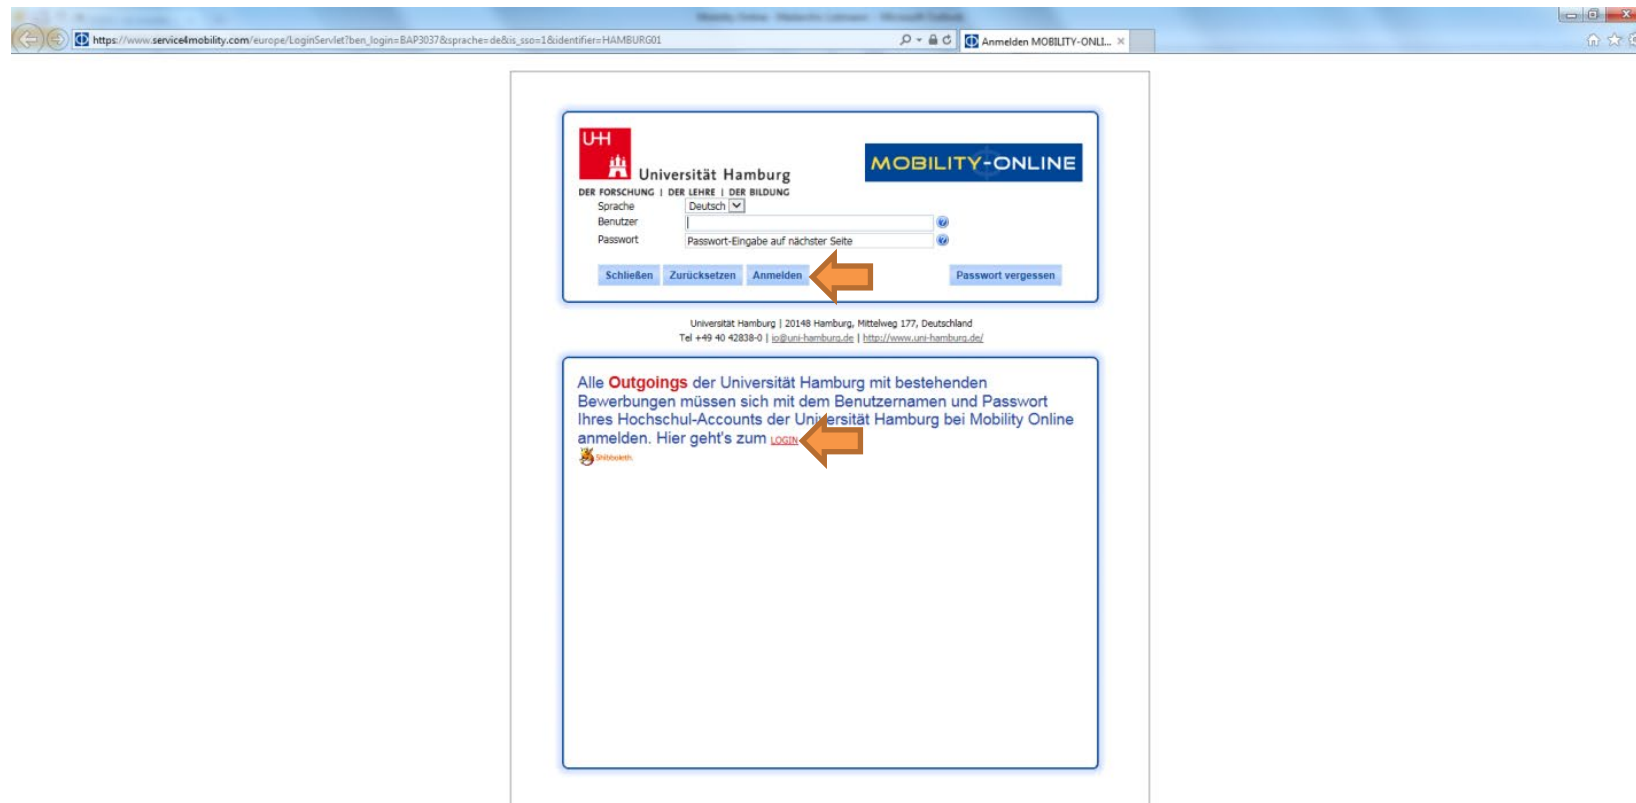 https://www.service4mobility.com/europe/LoginServlet?ben_login=BAP3037&sprache=de&is_sso=1&identifier=HAMBURG01
Anmelden MOBILITY-ONLI...
UHH
Universität Hamburg
DER FORSCHUNG | DER LEHRE | DER BILDUNG
MOBILITY-ONLINE
Sprache Deutsch
Benutzer
Passwort Passwort-Eingabe auf nächster Seite
Schließen Zurücksetzen Anmelden Passwort vergessen
Universität Hamburg | 20148 Hamburg, Mittelweg 177, Deutschland
Tel +49 40 42838-0 | io@uni-hamburg.de | http://www.uni-hamburg.de/
Alle Outgoings der Universität Hamburg mit bestehenden
Bewerbungen müssen sich mit dem Benutzernamen und Passwort
Ihres Hochschul-Accounts der Universität Hamburg bei Mobility Online
anmelden. Hier geht's zum LOGIN
Shibboleth.